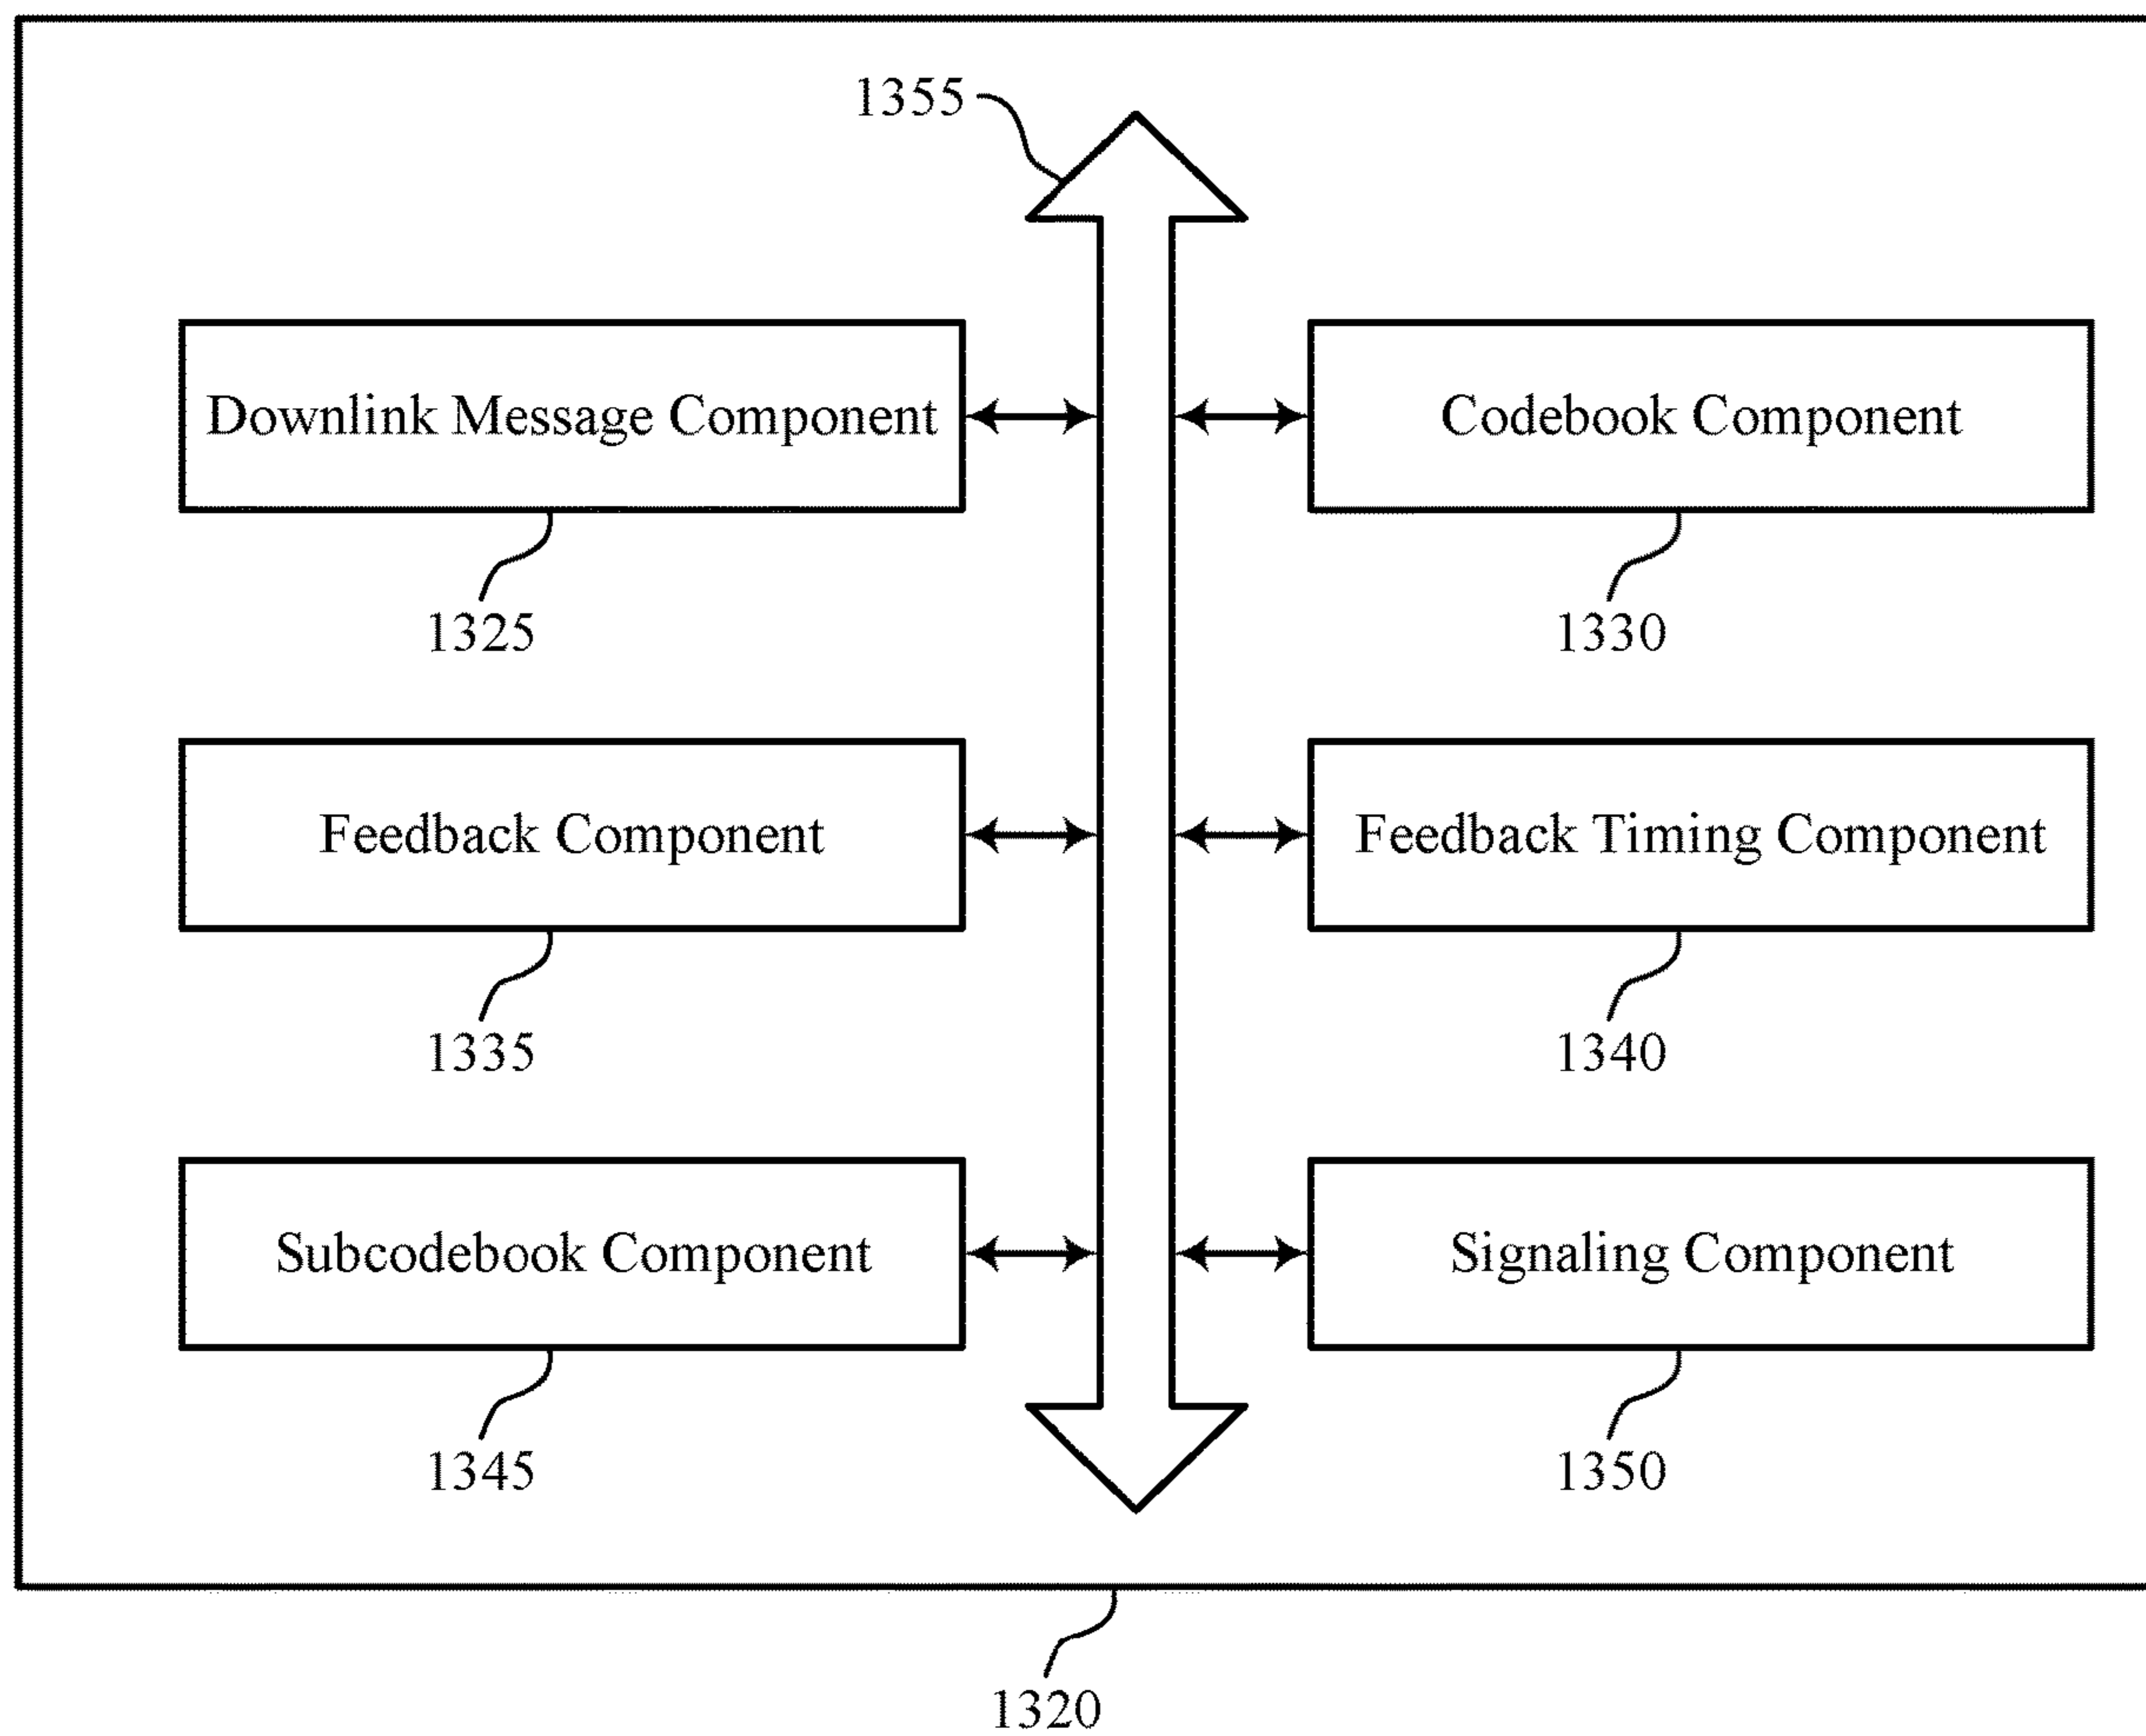 1355
Downlink Message Component
Codebook Component
1325
1330
Feedback Component
Feedback Timing Component
1335
1340
Subcodebook Component
Signaling Component
1345
1350
1320